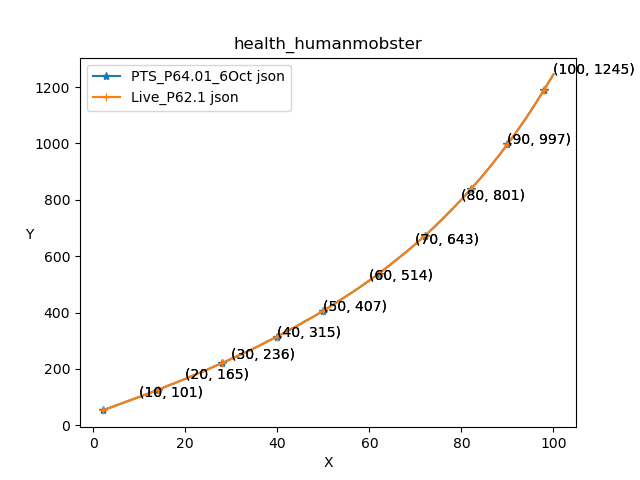 health_humanmobster
PTS_P64.01_6Oct json
Live_P62.1 json
(100, 1245)
1200
(90, 997)
1000
(80, 801)
800
(70, 643)
600
(60, 514)
(50, 407)
400
(40, 315)
(30, 236)
200
(20, 165)
(10, 101)
0
Y
0 20 40 60 80 100
X